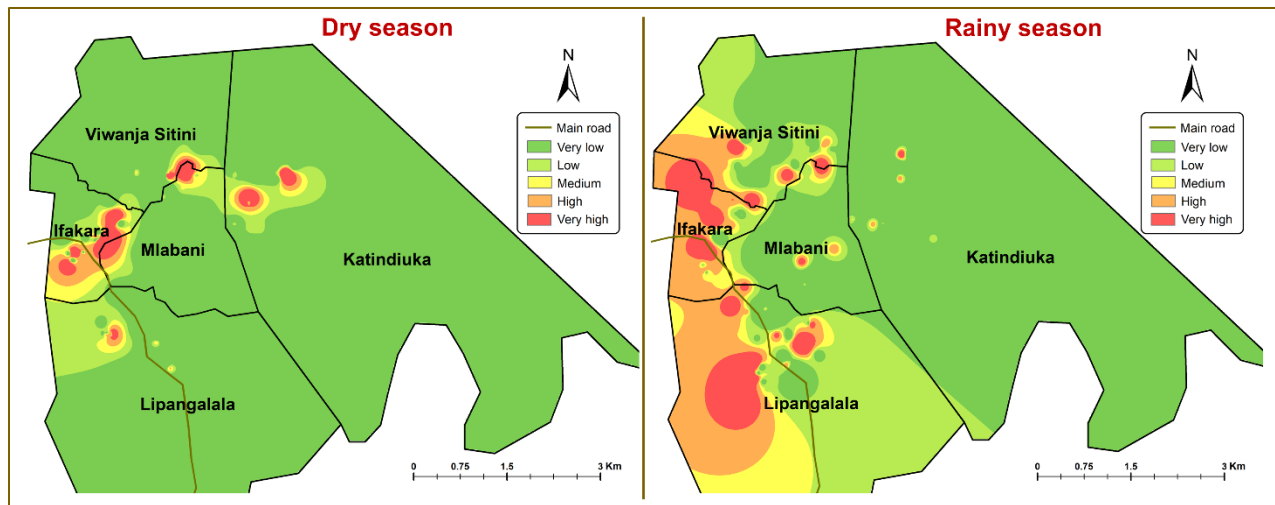 Dry season
N
Main road
Very low
Low
Medium
High
Very high
Viwanja Sitini
Ifakara
Mlabani
Katindiuka
Lipangalala
0 0.75 1.5 3 Km
Rainy season
N
Main road
Very low
Low
Medium
High
Very high
Viwanja Sitini
Ifakara
Mlabani
Katindiuka
Lipangalala
0 0.75 1.5 3 Km